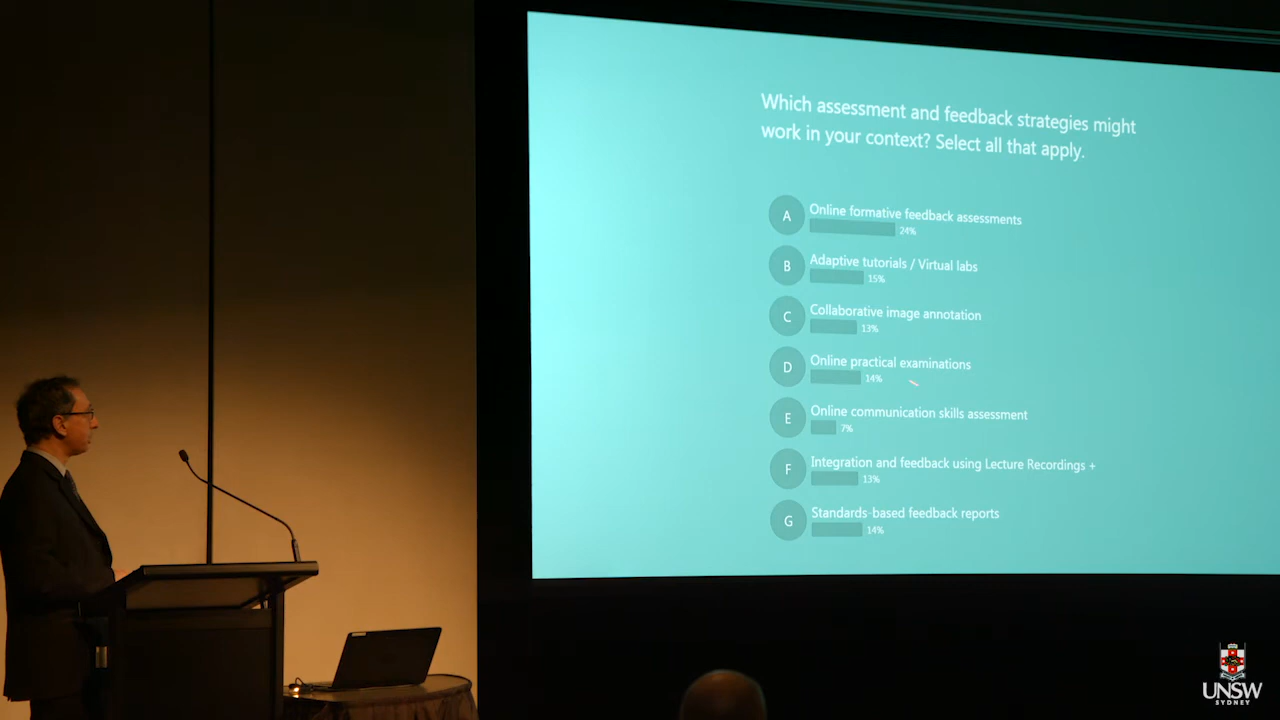 Which assessment and feedback strategies might
work in your context? Select all that apply.
A Online formative feedback assessments
24%
B Adaptive tutorials / Virtual labs
15%
C Collaborative image annotation
13%
D Online practical examinations
14%
E Online communication skills assessment
7%
F Integration and feedback using Lecture Recordings +
13%
G Standards-based feedback reports
14%
UNSW
SYDNEY